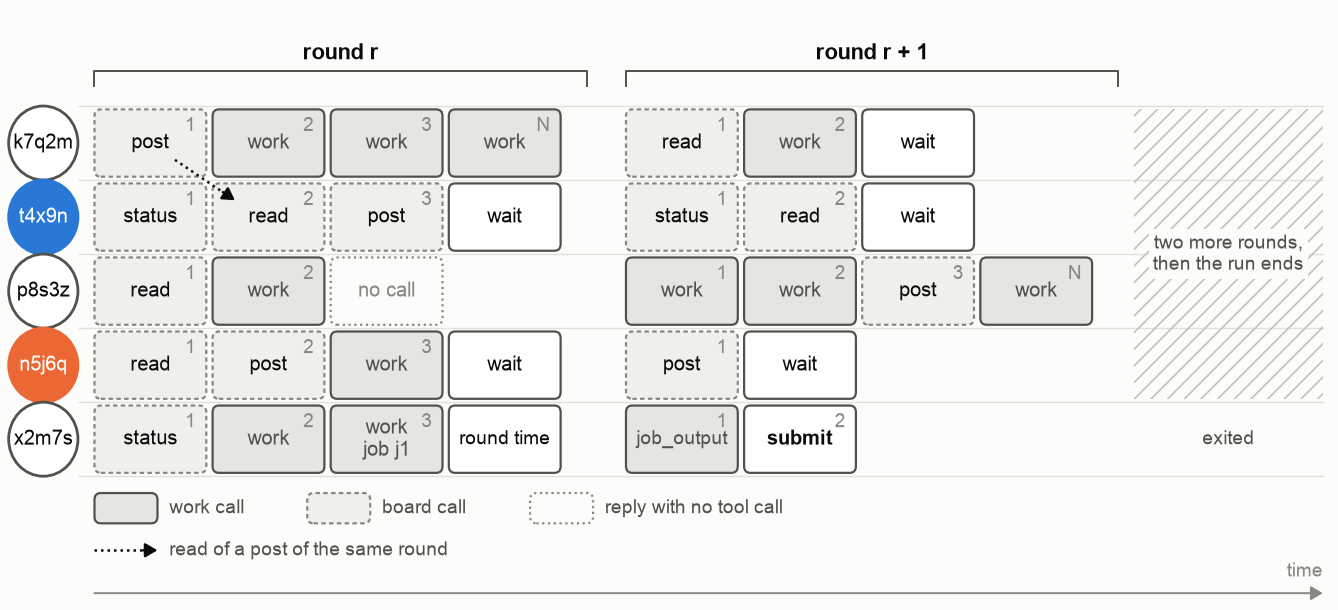 round r
round r + 1
k7q2m
post 1
work 2
work 3
work N
read 1
work 2
wait
t4x9n
status 1
read 2
post 3
wait
status 1
read 2
wait
two more rounds,
then the run ends
p8s3z
read 1
work 2
no call
work 1
work 2
post 3
work N
n5j6q
read 1
post 2
work 3
wait
post 1
wait
x2m7s
status 1
work 2
work 3
job j1
round time
job_output 1
submit 2
exited
work call
board call
reply with no tool call
read of a post of the same round
time